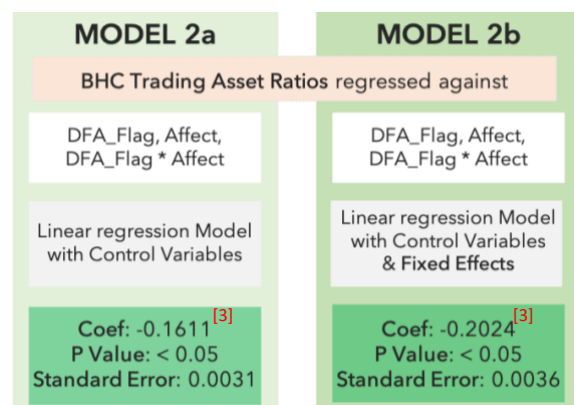 MODEL 2a
MODEL 2b
BHC Trading Asset Ratios regressed against
DFA_Flag, Affect,
DFA_Flag * Affect
DFA_Flag, Affect,
DFA_Flag * Affect
Linear regression Model
with Control Variables
Linear regression Model
with Control Variables
& Fixed Effects
Coef: -0.1611[3]
P Value: < 0.05
Standard Error: 0.0031
Coef: -0.2024[3]
P Value: < 0.05
Standard Error: 0.0036